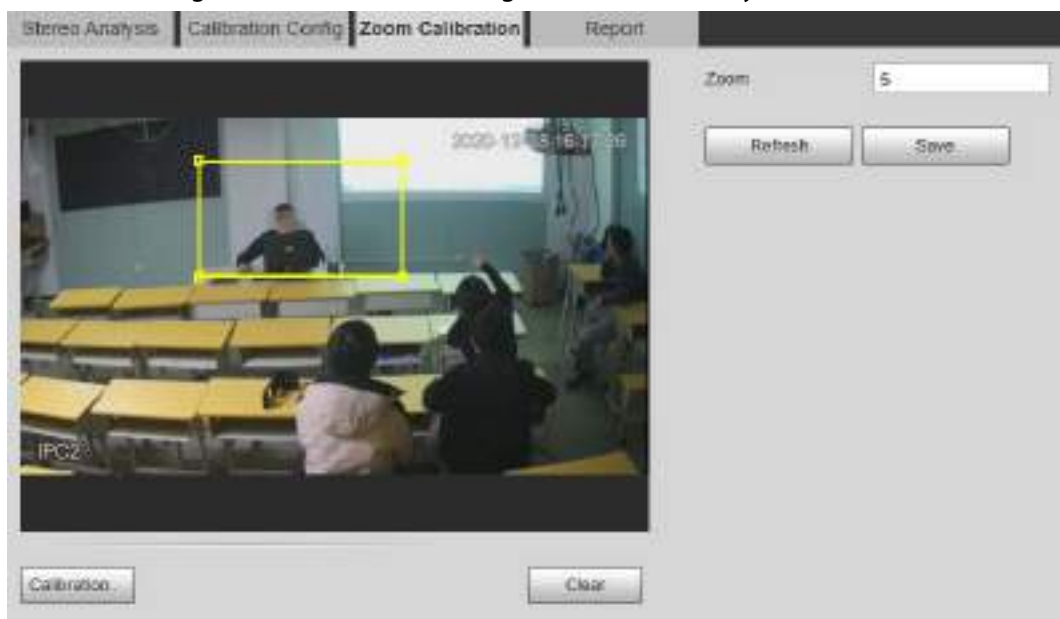 Stereo Analysis Calibration Config Zoom Calibration Report
Zoom 5
Refresh Save
IPC2
Calibration Clear